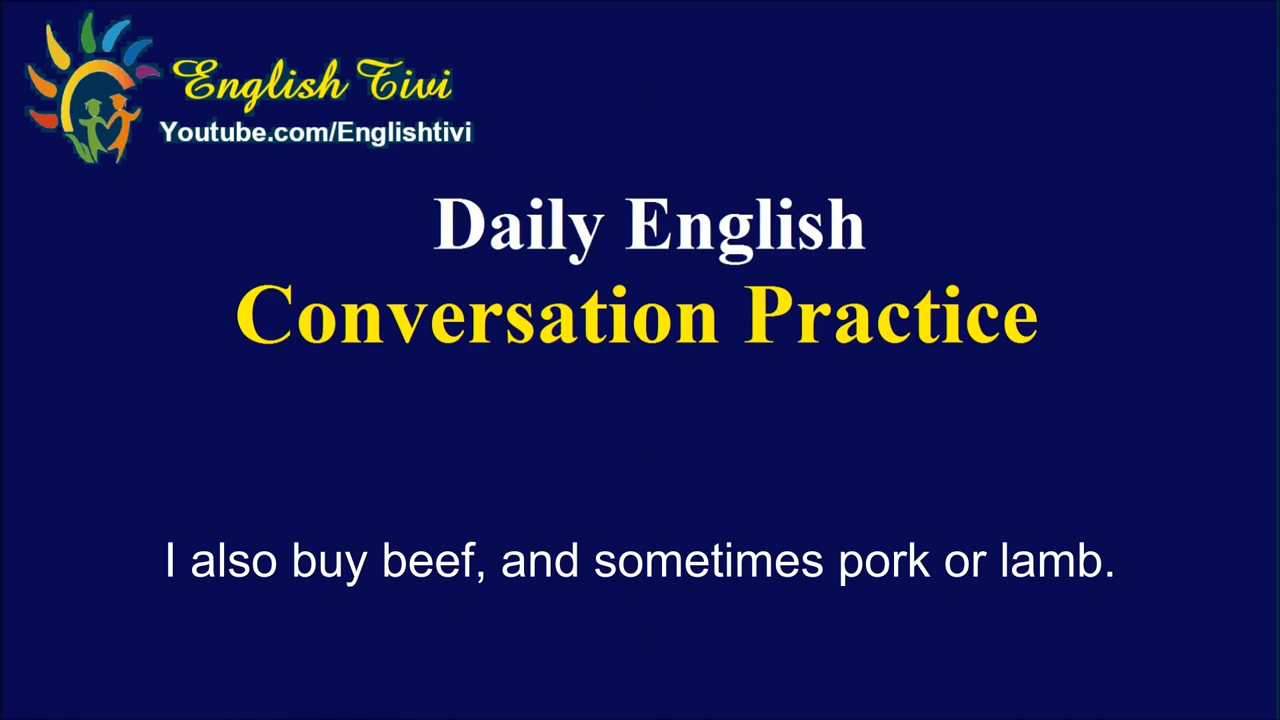 English Tivi
Youtube.com/Englishtivi
Daily English
Conversation Practice
I also buy beef, and sometimes pork or lamb.